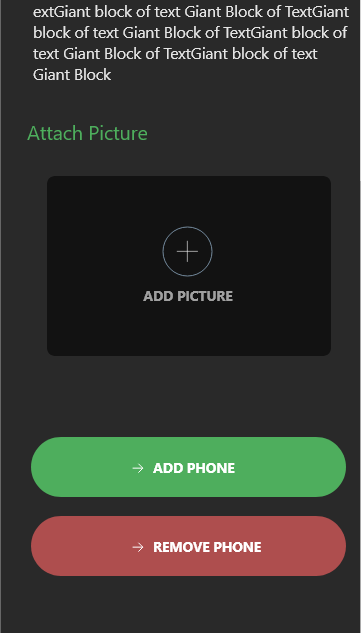 extGiant block of text Giant Block of TextGiant
block of text Giant Block of TextGiant block of
text Giant Block of TextGiant block of text
Giant Block
Attach Picture
ADD PICTURE
ADD PHONE
REMOVE PHONE